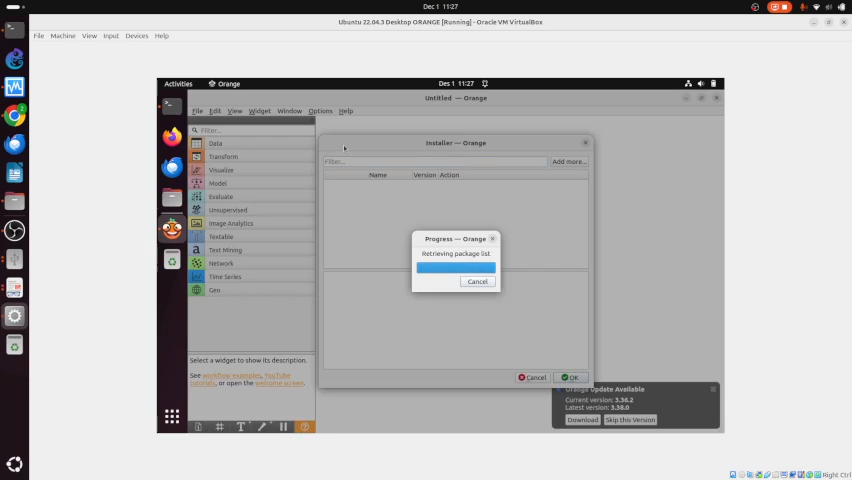 Dec 1 11:27
Ubuntu 22.04.3 Desktop ORANGE [Running] - Oracle VM VirtualBox
File Machine View Input Devices Help
Activities Orange Des 1 11:27
Untitled — Orange
File Edit View Widget Window Options Help
Filter...
Data
Transform
Visualize
Model
Evaluate
Unsupervised
Image Analytics
Textable
Text Mining
Network
Time Series
Geo
Installer — Orange
Filter...
Add more...
Name Version Action
Progress — Orange
Retrieving package list
Cancel
Cancel
OK
Select a widget to show its description.
See workflow examples, YouTube
tutorials, or open the welcome screen.
Orange Update Available
Current version: 3.36.2
Latest version: 3.38.0
Download Skip this Version
Right Ctrl